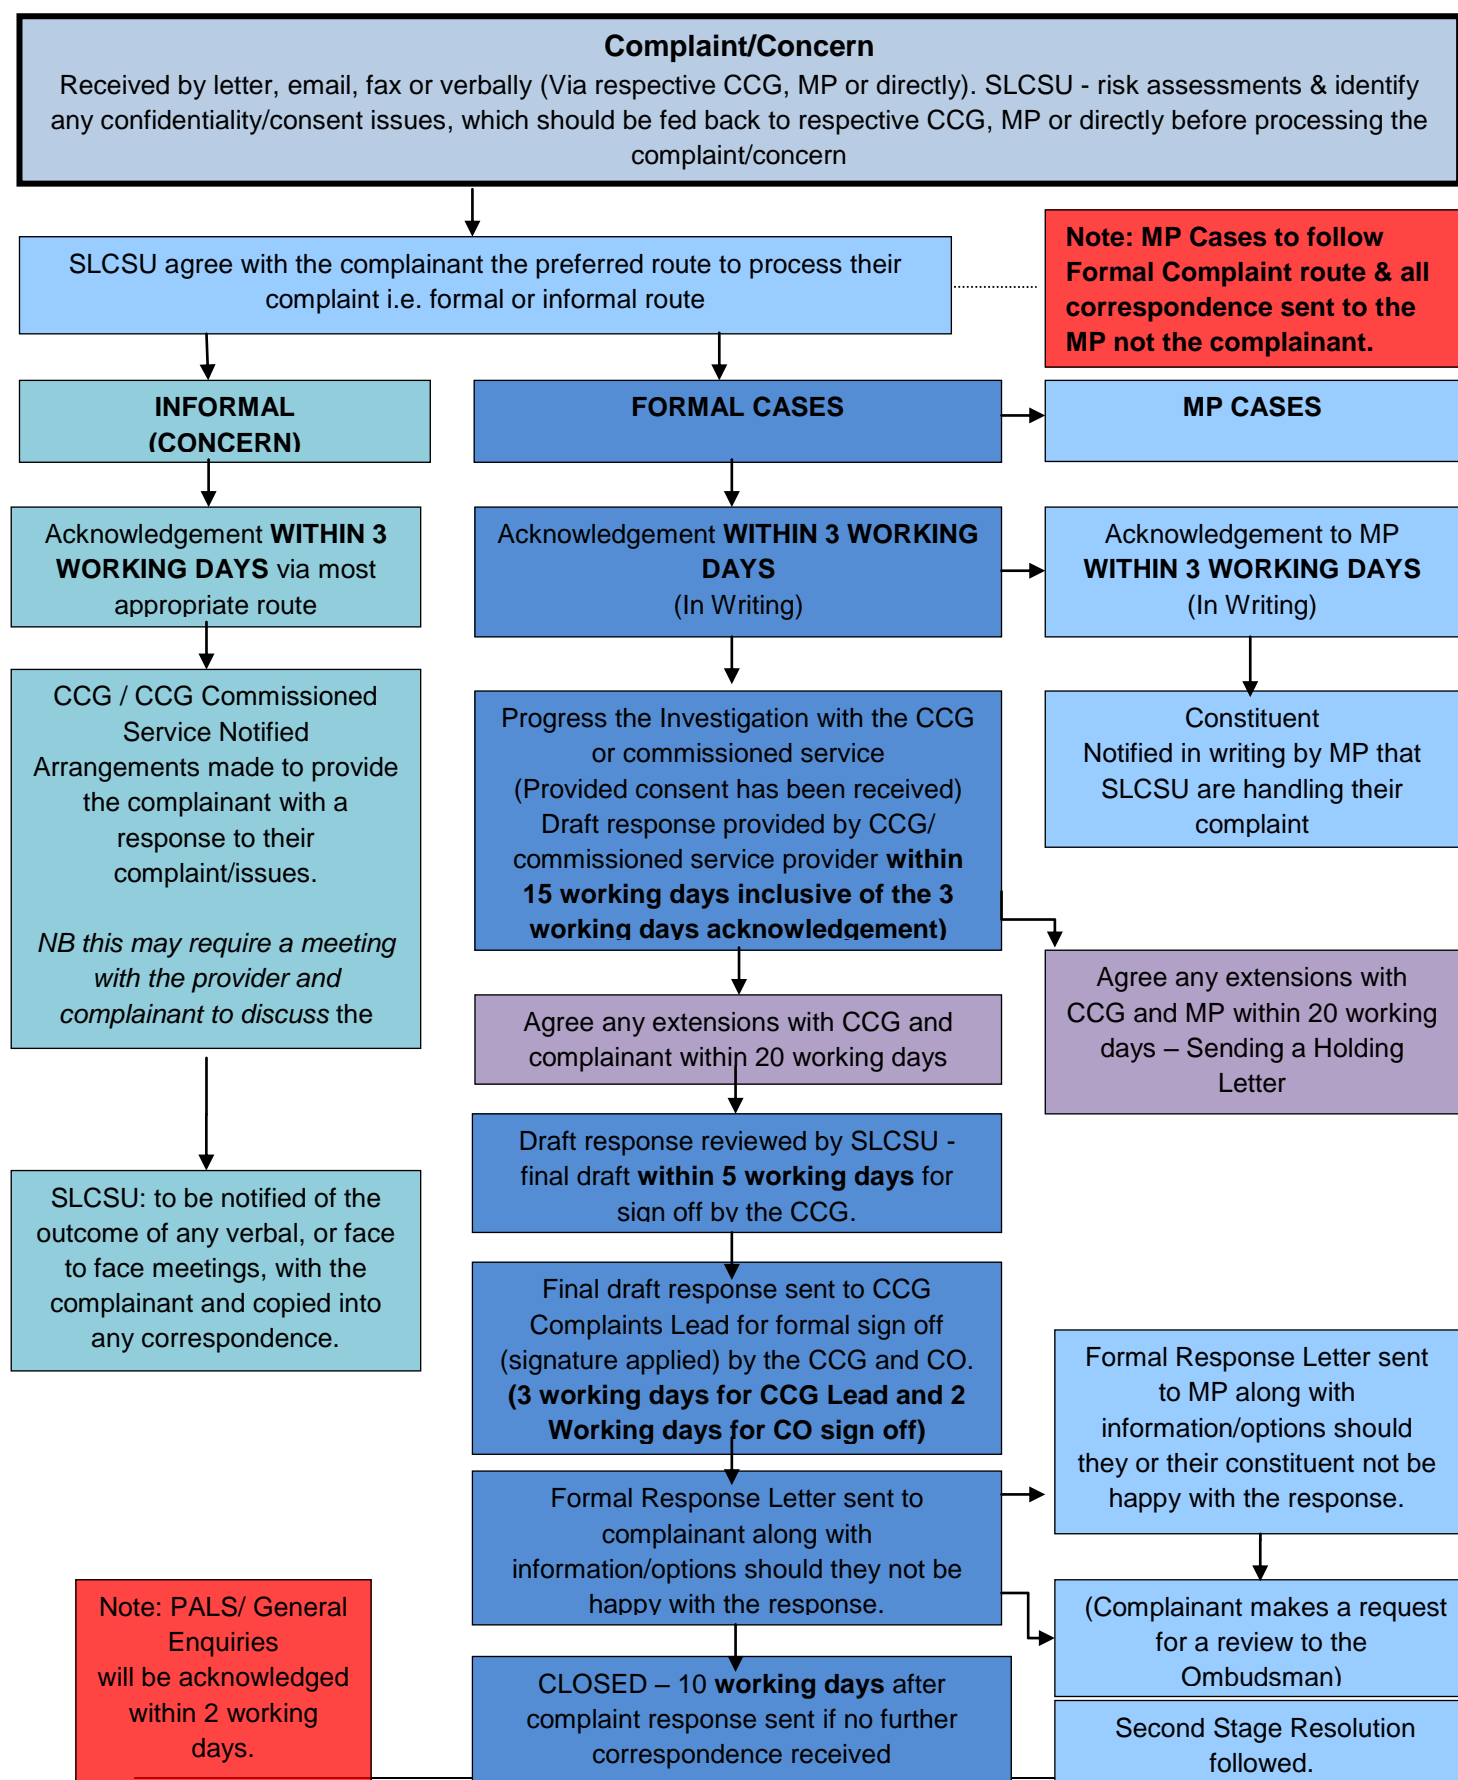 Complaint/Concern
Received by letter, email, fax or verbally (Via respective CCG, MP or directly). SLCSU - risk assessments & identify
any confidentiality/consent issues, which should be fed back to respective CCG, MP or directly before processing the
complaint/concern
SLCSU agree with the complainant the preferred route to process their
complaint i.e. formal or informal route
Note: MP Cases to follow
Formal Complaint route & all
correspondence sent to the
MP not the complainant.
INFORMAL
(CONCERN)
FORMAL CASES
MP CASES
Acknowledgement WITHIN 3
WORKING DAYS via most
appropriate route
Acknowledgement WITHIN 3 WORKING
DAYS
(In Writing)
Acknowledgement to MP
WITHIN 3 WORKING DAYS
(In Writing)
CCG / CCG Commissioned
Service Notified
Arrangements made to provide
the complainant with a
response to their
complaint/issues.
NB this may require a meeting
with the provider and
complainant to discuss the
Progress the Investigation with the CCG
or commissioned service
(Provided consent has been received)
Draft response provided by CCG/
commissioned service provider within
15 working days inclusive of the 3
working days acknowledgement)
Constituent
Notified in writing by MP that
SLCSU are handling their
complaint
Agree any extensions with
CCG and MP within 20 working
days – Sending a Holding
Letter
Agree any extensions with CCG and
complainant within 20 working days
Draft response reviewed by SLCSU -
final draft within 5 working days for
sign off by the CCG.
SLCSU: to be notified of the
outcome of any verbal, or face
to face meetings, with the
complainant and copied into
any correspondence.
Final draft response sent to CCG
Complaints Lead for formal sign off
(signature applied) by the CCG and CO.
(3 working days for CCG Lead and 2
Working days for CO sign off)
Formal Response Letter sent
to MP along with
information/options should
they or their constituent not be
happy with the response.
Formal Response Letter sent to
complainant along with
information/options should they not be
happy with the response.
(Complainant makes a request
for a review to the
Ombudsman)
Note: PALS/ General
Enquiries
will be acknowledged
within 2 working
days.
CLOSED – 10 working days after
complaint response sent if no further
correspondence received
Second Stage Resolution
followed.